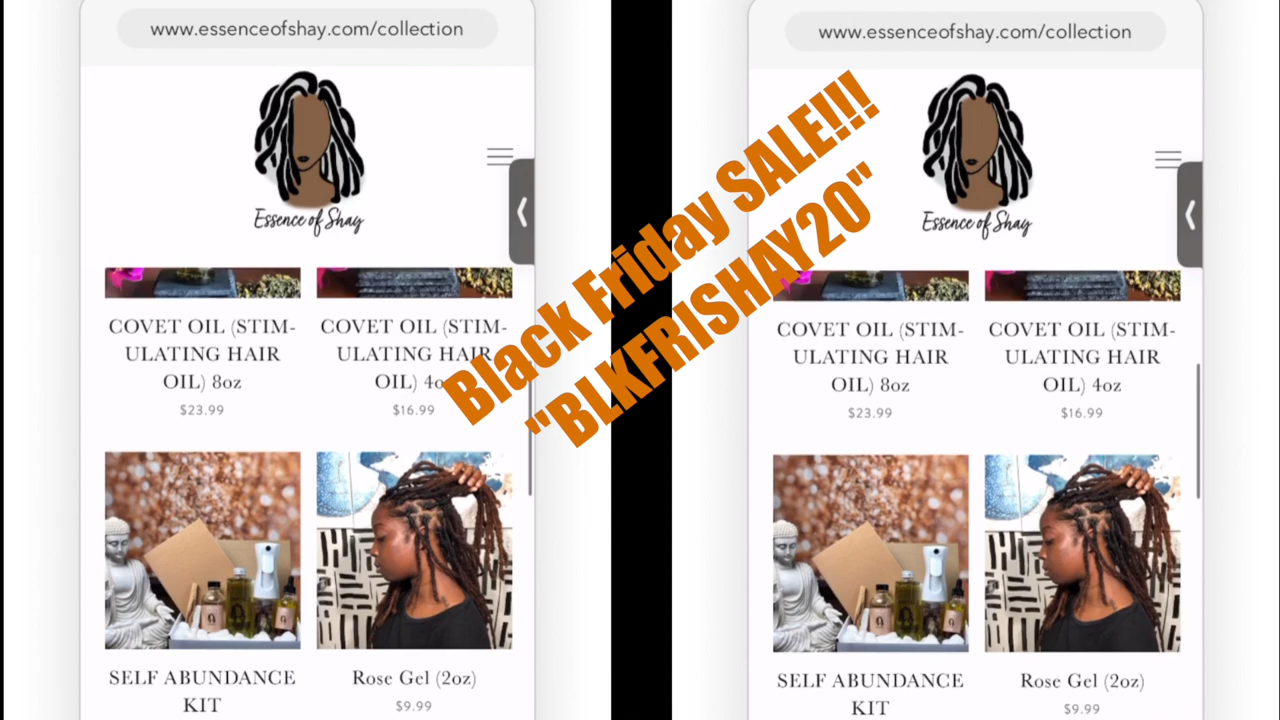 www.essenceofshay.com/collection
Essence of Shay
COVET OIL (STIM-
ULATING HAIR
OIL) 8oz
$23.99
COVET OIL (STIM-
ULATING HAIR
OIL) 4oz
$16.99
SELF ABUNDANCE
KIT
Rose Gel (2oz)
$9.99
Black Friday SALE!!!
"BLKFRISHAY20"
www.essenceofshay.com/collection
Essence of Shay
COVET OIL (STIM-
ULATING HAIR
OIL) 8oz
$23.99
COVET OIL (STIM-
ULATING HAIR
OIL) 4oz
$16.99
SELF ABUNDANCE
KIT
Rose Gel (2oz)
$9.99